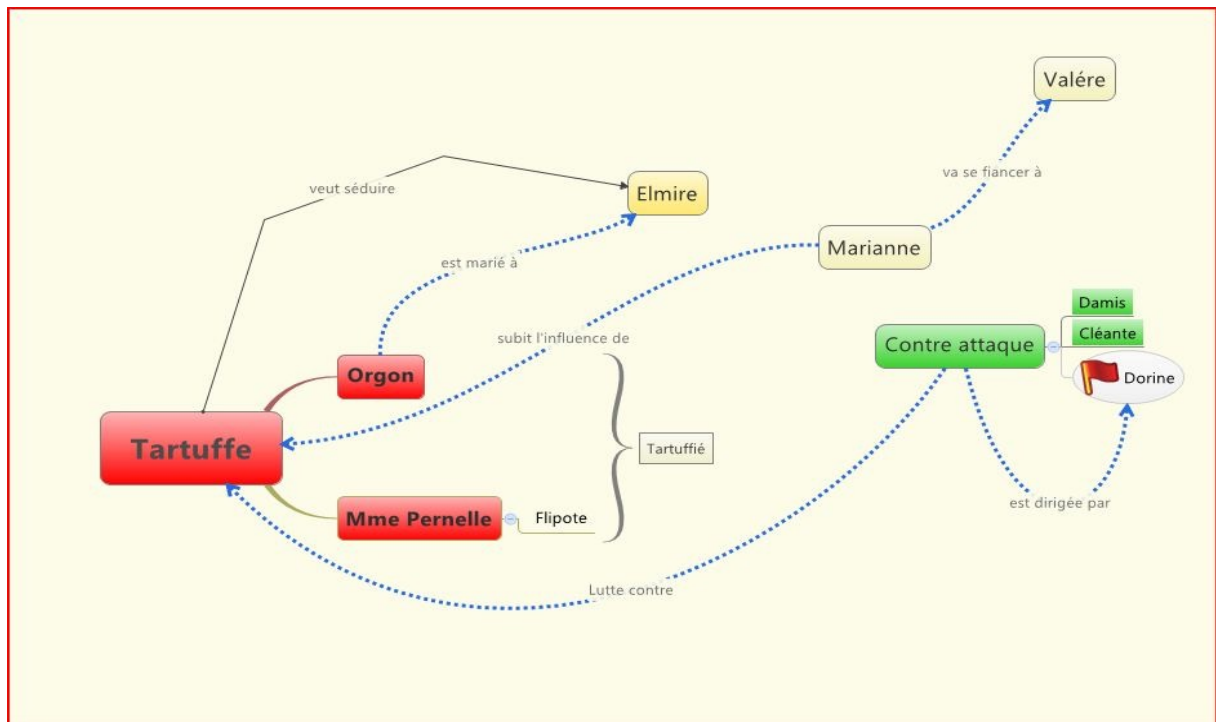 Valére
va se fiancer à
veut séduire
Elmire
Marianne
est marié à
Damis
Cléante
Contre attaque
Dorine
subit l'influence de
Orgon
Tartuffe
Tartuffié
Mme Pernelle
Flipote
est dirigée par
Lutte contre